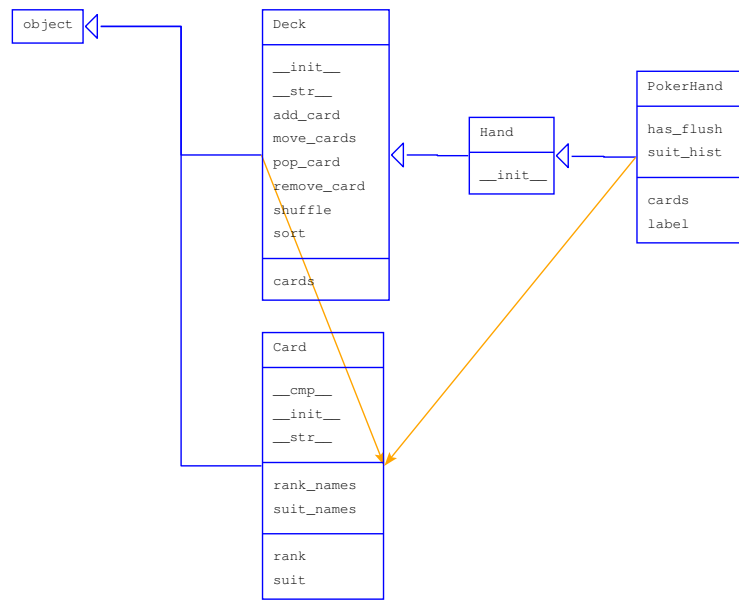 object
Deck
__init__
__str__
add_card
move_cards
pop_card
remove_card
shuffle
sort
cards
Hand
__init__
PokerHand
has_flush
suit_hist
cards
label
Card
__cmp__
__init__
__str__
rank_names
suit_names
rank
suit